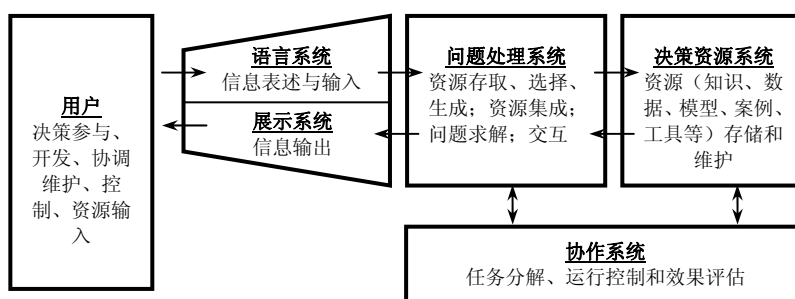 用户
决策参与、
开发、协调
维护、控
制、资源输
入
语言系统
信息表述与输入
展示系统
信息输出
问题处理系统
资源存取、选择、
生成；资源集成；
问题求解；交互
决策资源系统
资源（知识、数
据、模型、案例、
工具等）存储和
维护
协作系统
任务分解、运行控制和效果评估